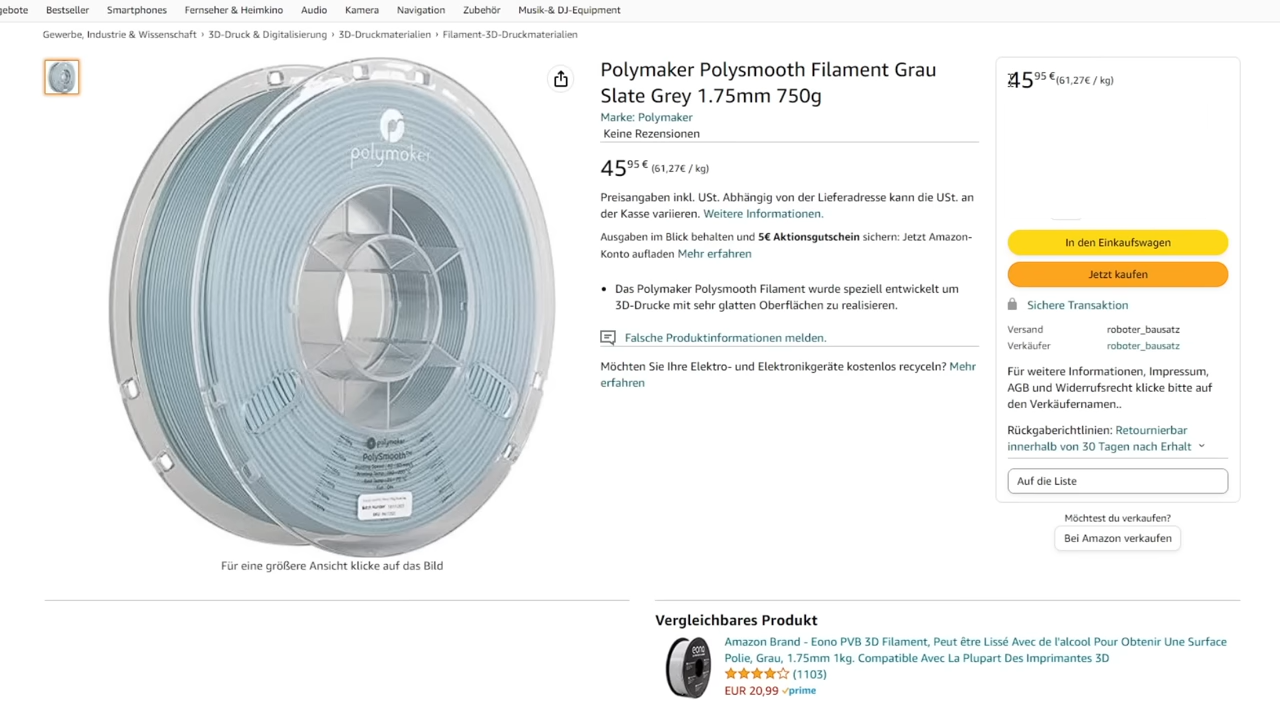 gebote Bestseller Smartphones Fernseher & Heimkino Audio Kamera Navigation Zubehör Musik-& DJ-Equipment
Gewerbe, Industrie & Wissenschaft › 3D-Druck & Digitalisierung › 3D-Druckmaterialien › Filament-3D-Druckmaterialien
polymaker
polymaker
PolySmooth™
Für eine größere Ansicht klicke auf das Bild
Polymaker Polysmooth Filament Grau
Slate Grey 1.75mm 750g
Marke: Polymaker
Keine Rezensionen
45 95 € (61,27€ / kg)
Preisangaben inkl. USt. Abhängig von der Lieferadresse kann die USt. an
der Kasse variieren. Weitere Informationen.
Ausgaben im Blick behalten und 5€ Aktionsgutschein sichern: Jetzt Amazon-
Konto aufladen Mehr erfahren
• Das Polymaker Polysmooth Filament wurde speziell entwickelt um
3D-Drucke mit sehr glatten Oberflächen zu realisieren.
Falsche Produktinformationen melden.
Möchten Sie Ihre Elektro- und Elektronikgeräte kostenlos recyceln? Mehr
erfahren
45 95 € (61,27€ / kg)
In den Einkaufswagen
Jetzt kaufen
Sichere Transaktion
Versand roboter_bausatz
Verkäufer roboter_bausatz
Für weitere Informationen, Impressum,
AGB und Widerrufsrecht klicke bitte auf
den Verkäufernamen..
Rückgaberichtlinien: Retournierbar
innerhalb von 30 Tagen nach Erhalt
Auf die Liste
Möchtest du verkaufen?
Bei Amazon verkaufen
Vergleichbares Produkt
Amazon Brand - Eono PVB 3D Filament, Peut être Lissé Avec de l'alcool Pour Obtenir Une Surface
Polie, Grau, 1.75mm 1kg. Compatible Avec La Plupart Des Imprimantes 3D
(1103)
EUR 20,99 prime
eono